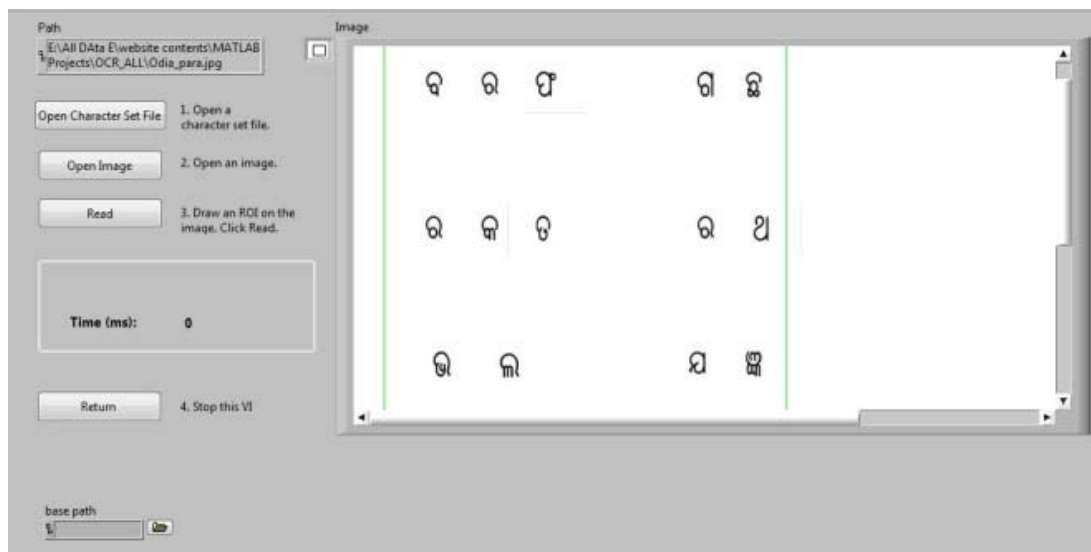 Path
E:\All DAta E\website contents\MATLAB
Projects\OCR_ALL\Odia_para.jpg
Open Character Set File
1. Open a
character set file.
Open Image
2. Open an image.
Read
3. Draw an ROI on the
image. Click Read.
Time (ms): 0
Return
4. Stop this VI
base path
Image
ବ ର ଫ ଗ ଛ
ର କ ତ ର ଥ
ଭ ଲ ଯ